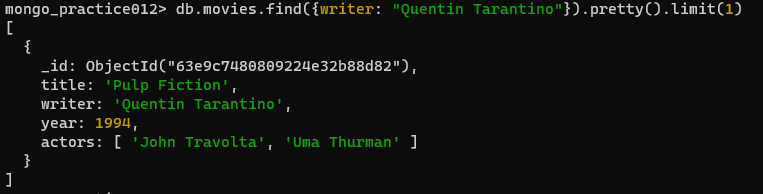 mongo_practice012> db.movies.find({writer: "Quentin Tarantino"}).pretty().limit(1)
[
  {
    _id: ObjectId("63e9c7480809224e32b88d82"),
    title: 'Pulp Fiction',
    writer: 'Quentin Tarantino',
    year: 1994,
    actors: [ 'John Travolta', 'Uma Thurman' ]
  }
]